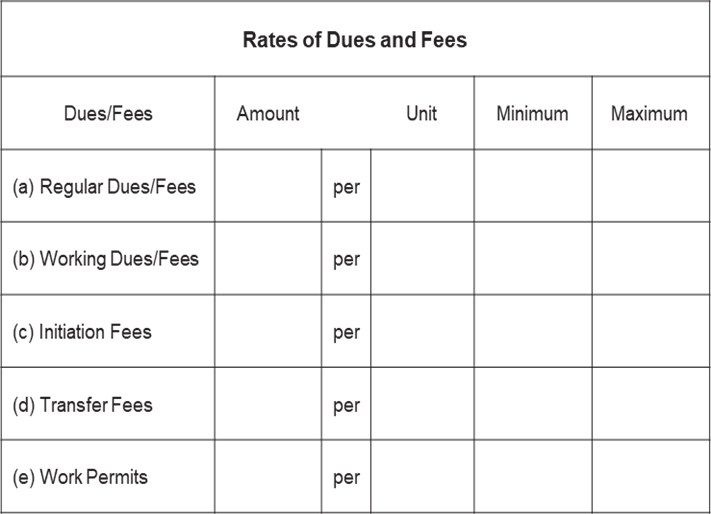 Rates of Dues and Fees
Dues/Fees Amount Unit Minimum Maximum
(a) Regular Dues/Fees per
(b) Working Dues/Fees per
(c) Initiation Fees per
(d) Transfer Fees per
(e) Work Permits per